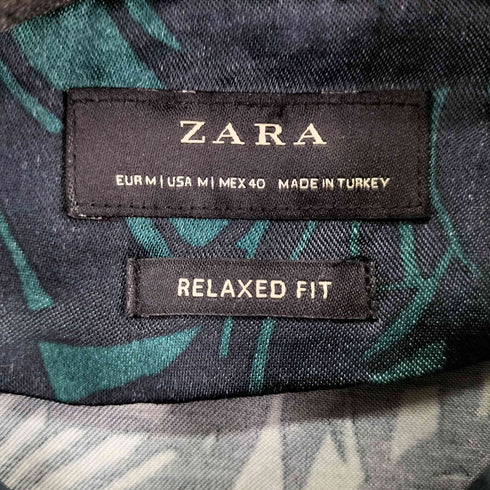 ZARA
EUR M | USA M | MEX 40 MADE IN TURKEY
RELAXED FIT